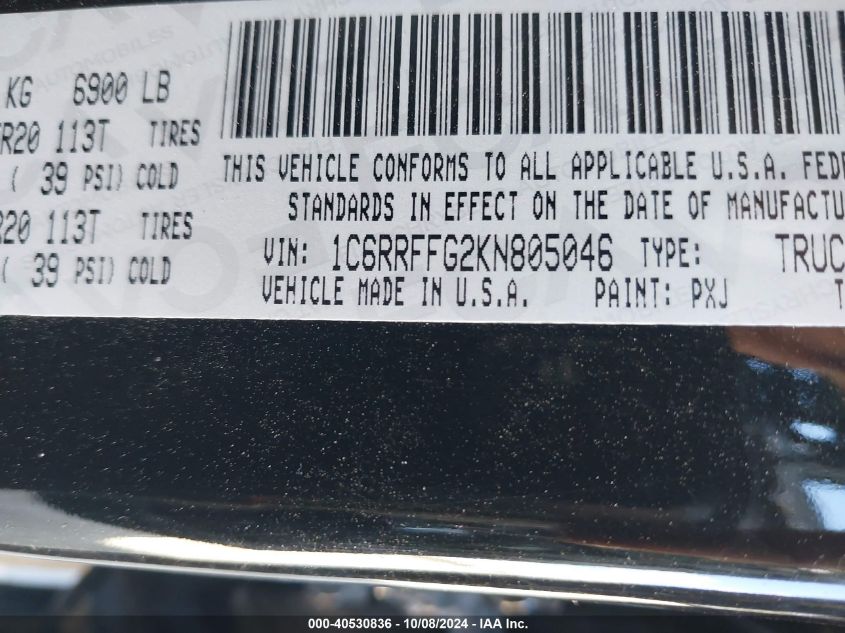 KG 6900 LB
R20 113T TIRES
( 39 PSI) COLD
R20 113T TIRES
( 39 PSI) COLD
THIS VEHICLE CONFORMS TO ALL APPLICABLE U.S.A. FEDE
STANDARDS IN EFFECT ON THE DATE OF MANUFACTU
VIN: 1C6RRFFG2KN805046 TYPE: TRUC
VEHICLE MADE IN U.S.A. PAINT: PXJ T
000-40530836 - 10/08/2024 - IAA Inc.